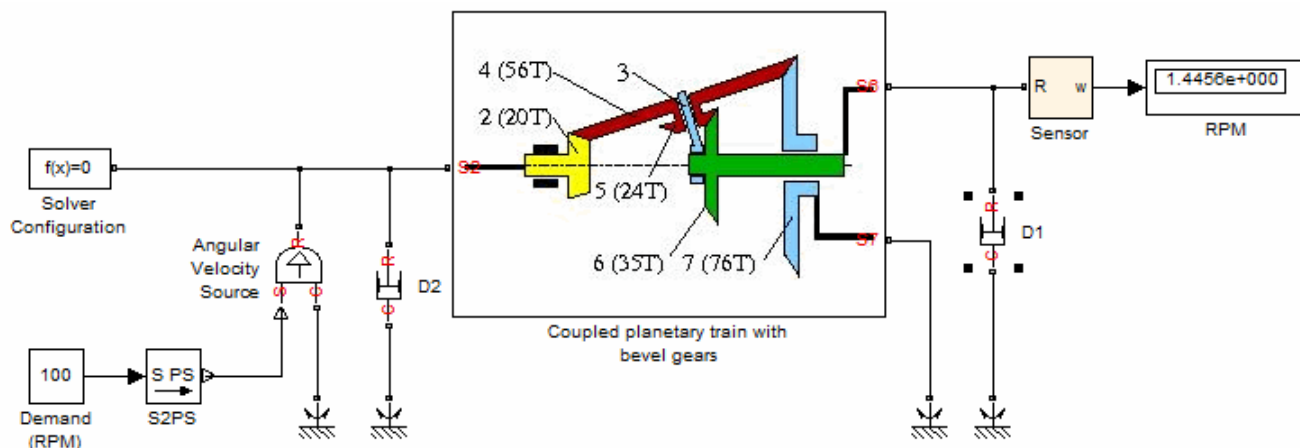 4 (56T)
3
2 (20T)
5 (24T)
6 (35T)
7 (76T)
S2
S6
S7
Coupled planetary train with
bevel gears
f(x)=0
Solver
Configuration
Angular
Velocity
Source
R
S
C
R
C
D2
100
Demand
(RPM)
S PS
S2PS
R
w
Sensor
1.4456e+000
RPM
R
C
D1